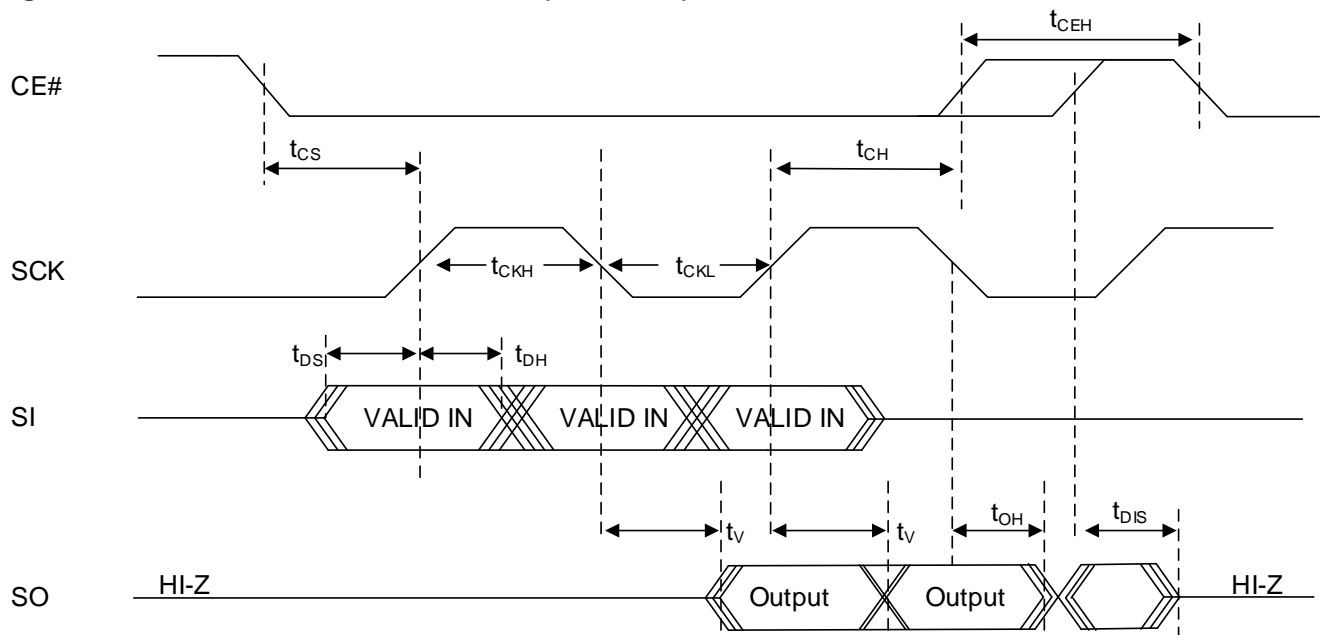 tCEH
CE#
tCS
tCH
SCK
tCKH
tCKL
tDS
tDH
SI
VALID IN
VALID IN
VALID IN
tV
tV
tOH
tDIS
SO
HI-Z
Output
Output
HI-Z